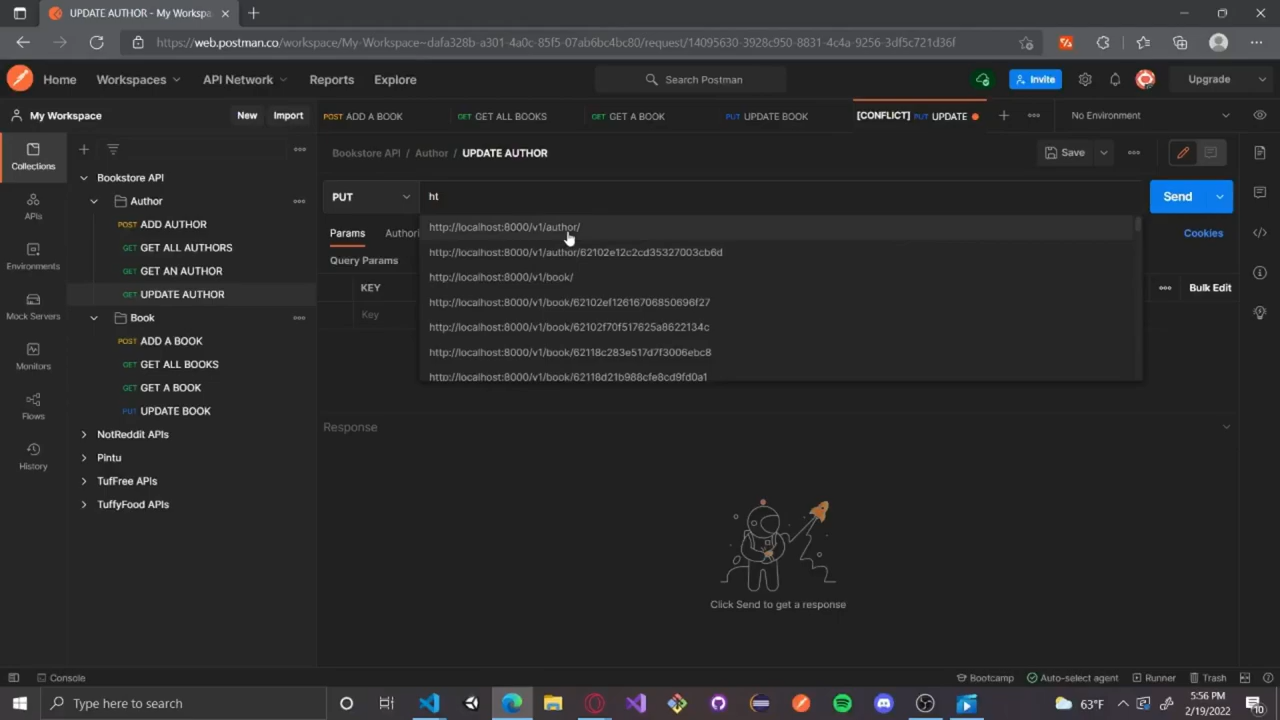 UPDATE AUTHOR - My Workspa
https://web.postman.co/workspace/My-Workspace~dafa328b-a301-4a0c-85f5-07ab6bc4bc80/request/14095630-3928c950-8831-4c4a-9256-3df5c721d36f
Home Workspaces API Network Reports Explore Search Postman Invite Upgrade
My Workspace New Import POST ADD A BOOK GET GET ALL BOOKS GET GET A BOOK PUT UPDATE BOOK [CONFLICT] PUT UPDATE No Environment
Collections
APIs
Environments
Mock Servers
Monitors
Flows
History
Bookstore API
Author
POST ADD AUTHOR
GET GET ALL AUTHORS
GET GET AN AUTHOR
GET UPDATE AUTHOR
Book
POST ADD A BOOK
GET GET ALL BOOKS
GET GET A BOOK
PUT UPDATE BOOK
NotReddit APIs
Pintu
TufFree APIs
TuffyFood APIs
Bookstore API / Author / UPDATE AUTHOR Save
PUT ht Send
Params Authori Cookies
Query Params
KEY Bulk Edit
Key
http://localhost:8000/v1/author/
http://localhost:8000/v1/author/62102e12c2cd35327003cb6d
http://localhost:8000/v1/book/
http://localhost:8000/v1/book/62102ef12616706850696f27
http://localhost:8000/v1/book/62102f70f517625a8622134c
http://localhost:8000/v1/book/62118c283e517d7f3006ebc8
http://localhost:8000/v1/book/62118d21b988cfe8cd9fd0a1
Response
Click Send to get a response
Console Bootcamp Auto-select agent Runner Trash
Type here to search 63°F 5:56 PM
2/19/2022
10